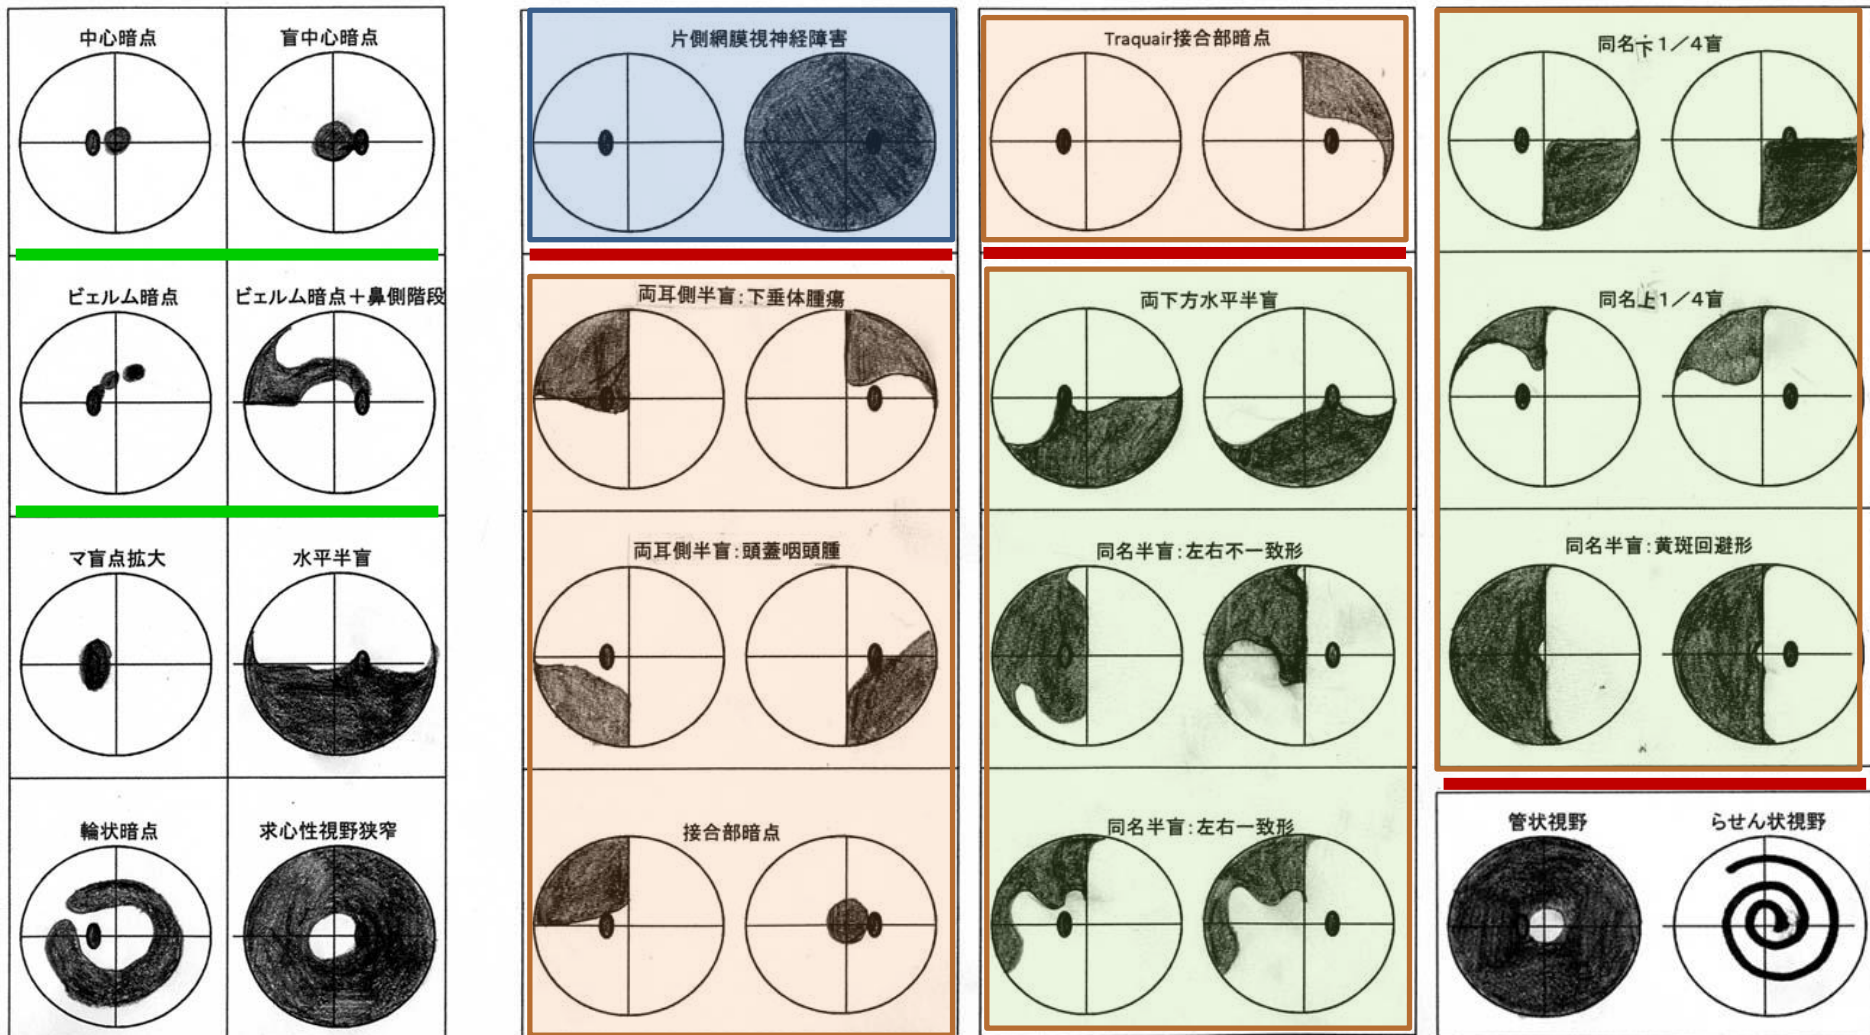 中心暗点
盲中心暗点
ビェルム暗点
ビェルム暗点＋鼻側階段
マ盲点拡大
水平半盲
輪状暗点
求心性視野狭窄
片側網膜視神経障害
両耳側半盲：下垂体腫瘍
両耳側半盲：頭蓋咽頭腫
接合部暗点
Traquair接合部暗点
両下方水平半盲
同名半盲：左右不一致形
同名半盲：左右一致形
同名下1／4盲
同名上1／4盲
同名半盲：黄斑回避形
管状視野
らせん状視野